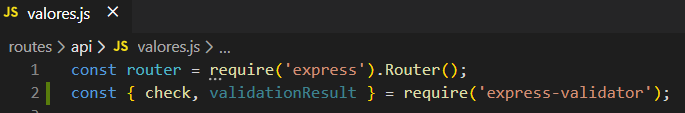 JS valores.js ×
routes > api > JS valores.js > ...
1 const router = require('express').Router();
2 const { check, validationResult } = require('express-validator');